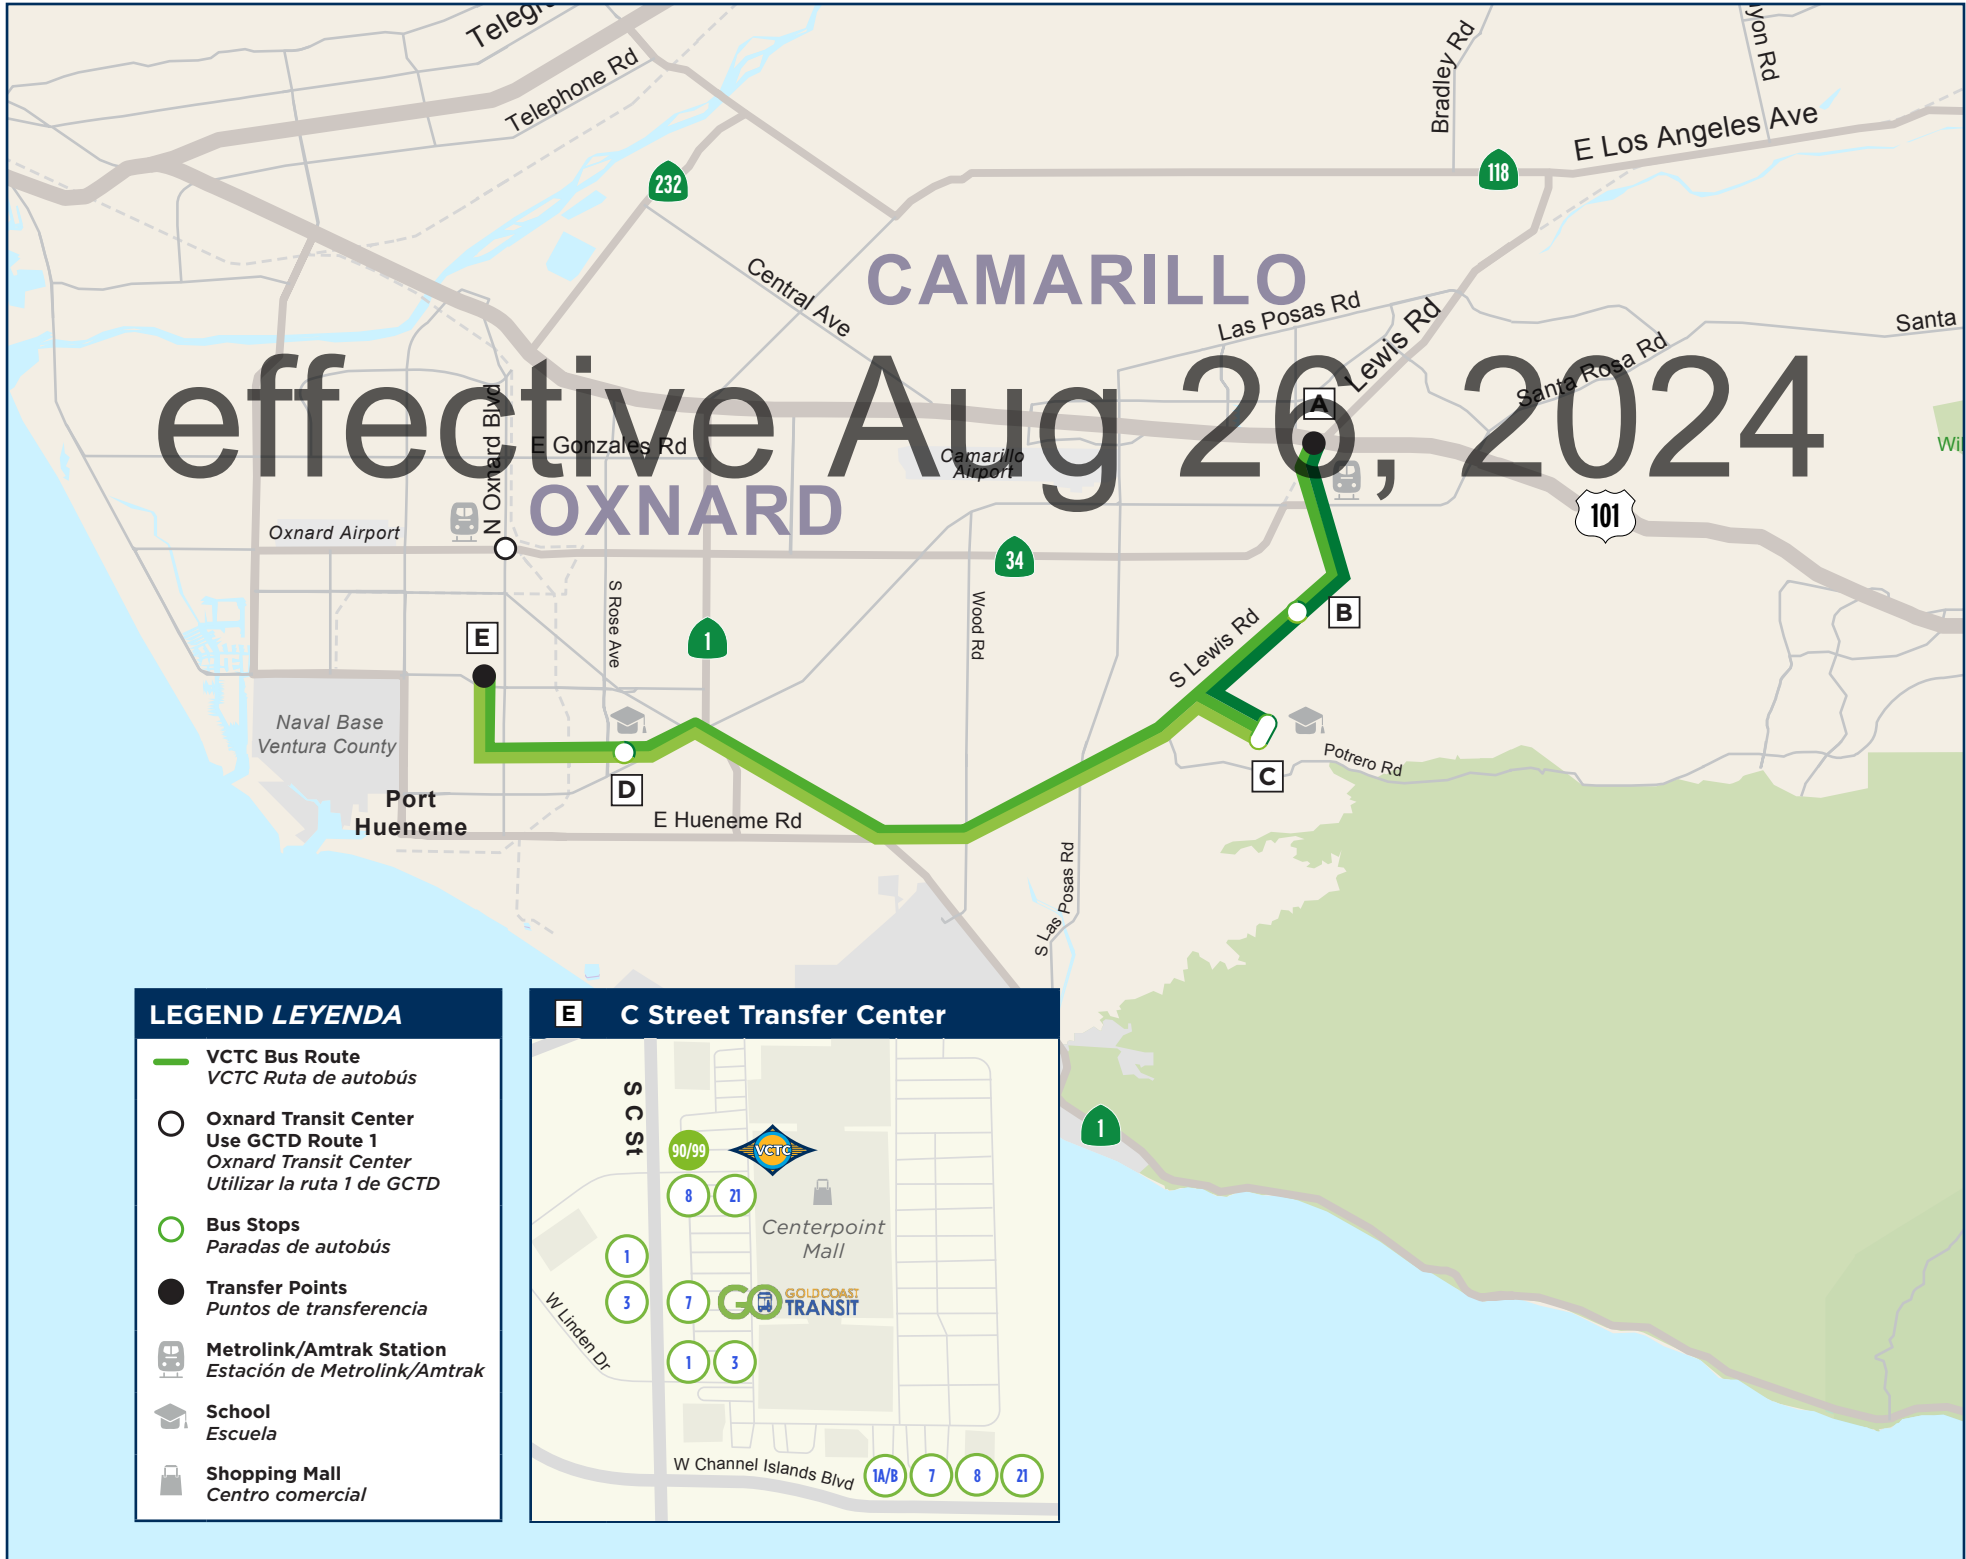 Telephone Rd
Bradley Rd
yon Rd
E Los Angeles Ave
232
118
CAMARILLO
Central Ave
Las Posas Rd
Lewis Rd
Santa
Santa Rosa Rd
effective Aug 26, 2024
A
N Oxnard Blvd
E Gonzales Rd
Camarillo
Airport
OXNARD
101
Oxnard Airport
34
S Rose Ave
Wood Rd
B
E
1
S Lewis Rd
Naval Base
Ventura County
Potrero Rd
C
D
Port
Hueneme
E Hueneme Rd
S Las Posas Rd
1
LEGEND LEYENDA
VCTC Bus Route
VCTC Ruta de autobús
Oxnard Transit Center
Use GCTD Route 1
Oxnard Transit Center
Utilizar la ruta 1 de GCTD
Bus Stops
Paradas de autobús
Transfer Points
Puntos de transferencia
Metrolink/Amtrak Station
Estación de Metrolink/Amtrak
School
Escuela
Shopping Mall
Centro comercial
E C Street Transfer Center
S C St
90/99
VCTC
8 21
Centerpoint
Mall
1
3 7
GO GOLD COAST
TRANSIT
W Linden Dr
1 3
W Channel Islands Blvd
1A/B 7 8 21